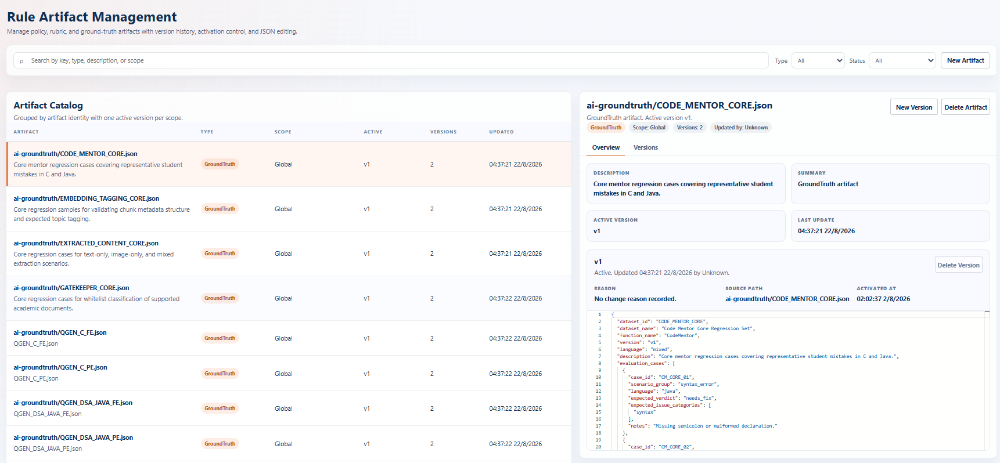 Rule Artifact Management
Manage policy, rubric, and ground-truth artifacts with version history, activation control, and JSON editing.
Search by key, type, description, or scope
Type
All
Status
All
New Artifact
Artifact Catalog
Grouped by artifact identity with one active version per scope.
ARTIFACT TYPE SCOPE ACTIVE VERSIONS UPDATED
ai-groundtruth/CODE_MENTOR_CORE.json
Core mentor regression cases covering representative student
mistakes in C and Java.
GroundTruth Global v1 2 04:37:21 22/8/2026
ai-groundtruth/EMBEDDING_TAGGING_CORE.json
Core regression samples for validating chunk metadata structure
and expected topic tagging.
GroundTruth Global v1 2 04:37:21 22/8/2026
ai-groundtruth/EXTRACTED_CONTENT_CORE.json
Core regression cases for text-only, image-only, and mixed
extraction scenarios.
GroundTruth Global v1 2 04:37:21 22/8/2026
ai-groundtruth/GATEKEEPER_CORE.json
Core regression cases for whitelist classification of supported
academic documents.
GroundTruth Global v1 2 04:37:22 22/8/2026
ai-groundtruth/QGEN_C_FE.json
QGEN_C_FE.json
GroundTruth Global v1 2 04:37:22 22/8/2026
ai-groundtruth/QGEN_C_PE.json
QGEN_C_PE.json
GroundTruth Global v1 2 04:37:22 22/8/2026
ai-groundtruth/QGEN_DSA_JAVA_FE.json
QGEN_DSA_JAVA_FE.json
GroundTruth Global v1 2 04:37:22 22/8/2026
ai-groundtruth/QGEN_DSA_JAVA_PE.json
QGEN_DSA_JAVA_PE.json
GroundTruth Global v1 2 04:37:22 22/8/2026
ai-groundtruth/CODE_MENTOR_CORE.json
GroundTruth artifact. Active version v1.
GroundTruth Scope: Global Versions: 2 Updated by: Unknown
New Version
Delete Artifact
Overview Versions
DESCRIPTION
Core mentor regression cases covering representative student
mistakes in C and Java.
SUMMARY
GroundTruth artifact
ACTIVE VERSION
v1
LAST UPDATE
04:37:21 22/8/2026
v1
Active. Updated 04:37:21 22/8/2026 by Unknown.
Delete Version
REASON
No change reason recorded.
SOURCE PATH
ai-groundtruth/CODE_MENTOR_CORE.json
ACTIVATED AT
02:02:37 2/8/2026
1 {
2 "dataset_id": "CODE_MENTOR_CORE",
3 "dataset_name": "Code Mentor Core Regression Set",
4 "function_name": "CodeMentor",
5 "version": "v1",
6 "language": "mixed",
7 "description": "Core mentor regression cases covering representative student mistakes in C and Java.",
8 "evaluation_cases": [
9 {
10 "case_id": "CM_CORE_01",
11 "scenario_group": "syntax_error",
12 "language": "java",
13 "expected_verdict": "needs_fix",
14 "expected_issue_categories": [
15 "syntax"
16 ],
17 "notes": "Missing semicolon or malformed declaration."
18 },
19 {
20 "case_id": "CM_CORE_02",